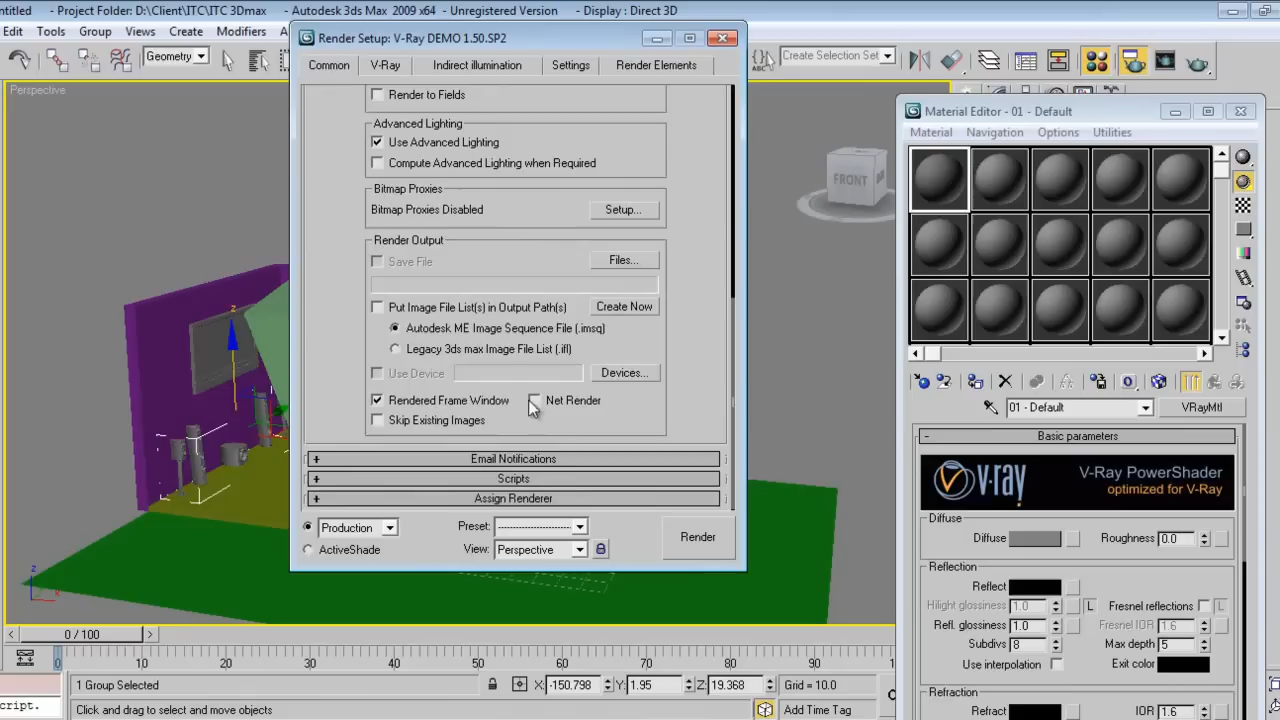 ntitled - Project Folder: D:\Client\ITC\ITC 3Dmax - Autodesk 3ds Max 2009 x64 - Unregistered Version - Display : Direct 3D
Edit Tools Group Views Create Modifiers
Geometry
ABC
Create Selection Set
Perspective
FRONT
z
z
x
Render Setup: V-Ray DEMO 1.50.SP2
Common V-Ray Indirect Illumination Settings Render Elements
Render to Fields
Advanced Lighting
Use Advanced Lighting
Compute Advanced Lighting when Required
Bitmap Proxies
Bitmap Proxies Disabled Setup...
Render Output
Save File Files...
Put Image File List(s) in Output Path(s) Create Now
Autodesk ME Image Sequence File (.imsq)
Legacy 3ds max Image File List (.ifl)
Use Device Devices...
Rendered Frame Window Net Render
Skip Existing Images
+ Email Notifications
+ Scripts
+ Assign Renderer
Production Preset: Render
ActiveShade View: Perspective
Material Editor - 01 - Default
Material Navigation Options Utilities
01 - Default VRayMtl
- Basic parameters
v·ray V-Ray PowerShader
optimized for V-Ray
Diffuse
Diffuse Roughness 0.0
Reflection
Reflect
Hilight glossiness 1.0 L Fresnel reflections L
Refl. glossiness 1.0 Fresnel IOR 1.6
Subdivs 8 Max depth 5
Use interpolation Exit color
Refraction
Refract IOR 1.6
< 0 / 100 >
0 10 20 30 40 50 60 70 80 90
1 Group Selected X: -150.798 Y: 1.95 Z: 19.368 Grid = 10.0
cript. Click and drag to select and move objects Add Time Tag